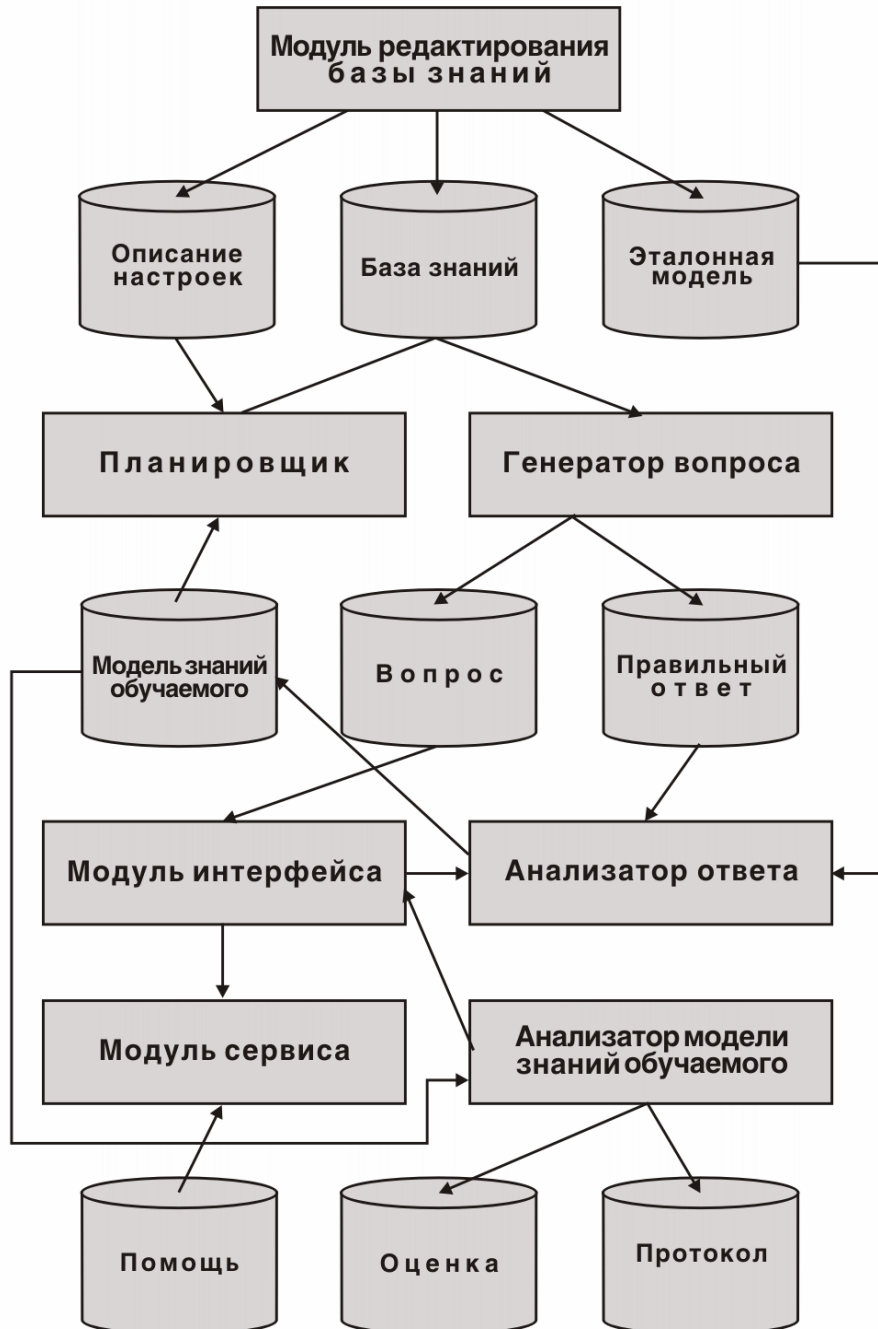 Модуль редактирования
базы знаний
Описание
настроек
База знаний
Эталонная
модель
Планировщик
Генератор вопроса
Модель знаний
обучаемого
Вопрос
Правильный
ответ
Модуль интерфейса
Анализатор ответа
Модуль сервиса
Анализатор модели
знаний обучаемого
Помощь
Оценка
Протокол